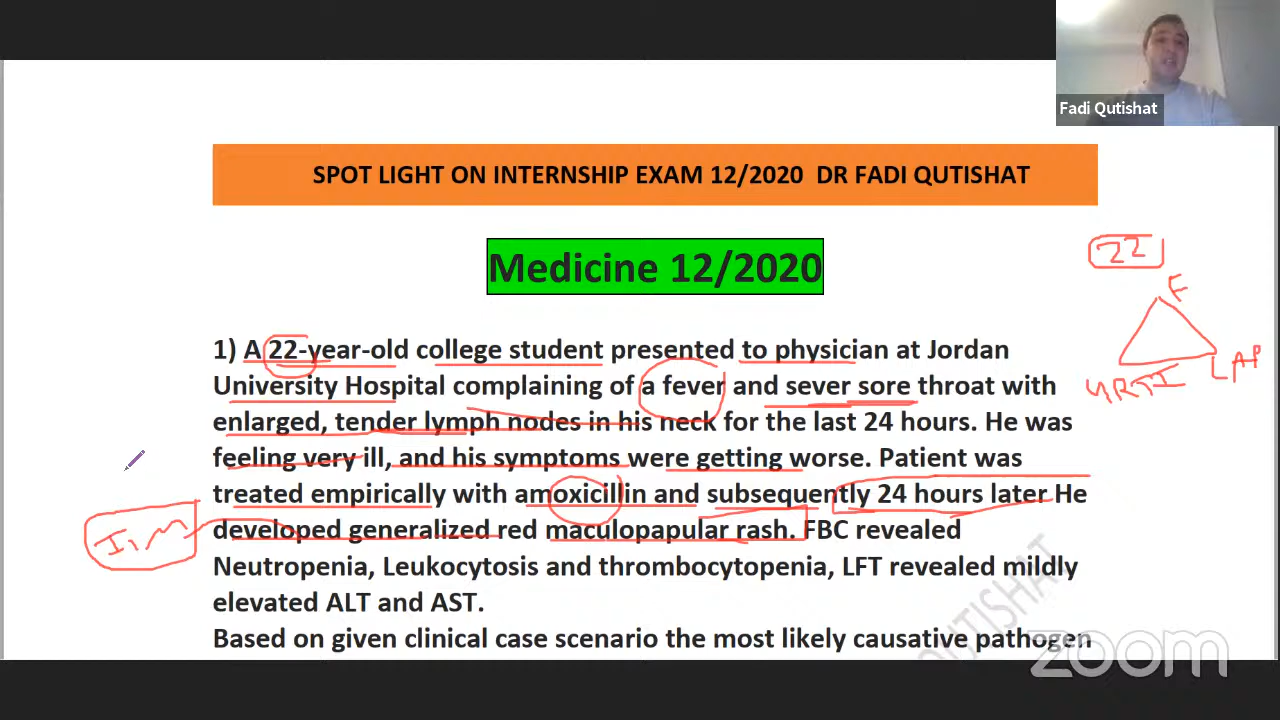 Fadi Qutishat
SPOT LIGHT ON INTERNSHIP EXAM 12/2020 DR FADI QUTISHAT
Medicine 12/2020
22
F
LAP
URTI
1) A 22-year-old college student presented to physician at Jordan
University Hospital complaining of a fever and sever sore throat with
enlarged, tender lymph nodes in his neck for the last 24 hours. He was
feeling very ill, and his symptoms were getting worse. Patient was
treated empirically with amoxicillin and subsequently 24 hours later He
developed generalized red maculopapular rash. FBC revealed
Neutropenia, Leukocytosis and thrombocytopenia, LFT revealed mildly
elevated ALT and AST.
Based on given clinical case scenario the most likely causative pathogen
QUTISHAT
zoom